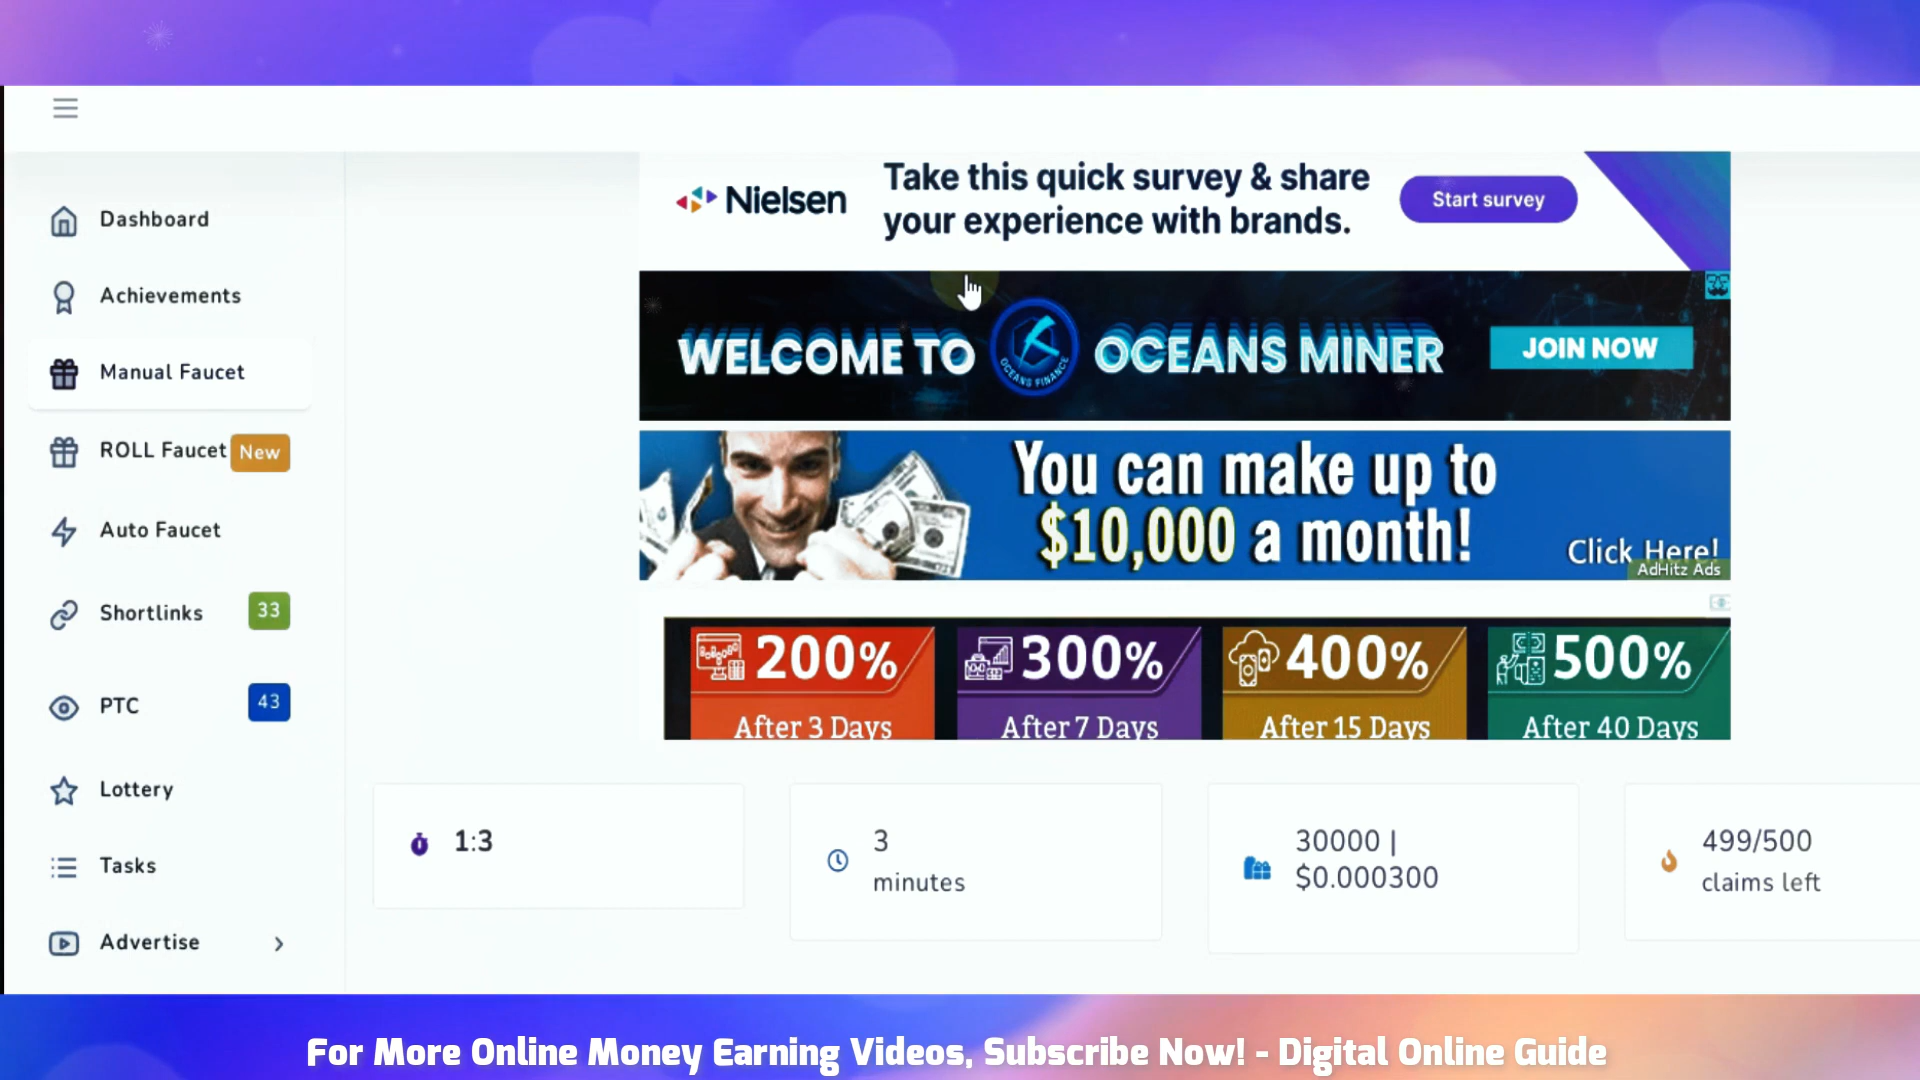 Dashboard
Achievements
Manual Faucet
ROLL Faucet New
Auto Faucet
Shortlinks 33
PTC 43
Lottery
Tasks
Advertise
Nielsen
Take this quick survey & share
your experience with brands.
Start survey
WELCOME TO OCEANS MINER
OCEANS FINANCE
JOIN NOW
You can make up to
$10,000 a month!
Click Here!
AdHitz Ads
200% 300% 400% 500%
After 3 Days After 7 Days After 15 Days After 40 Days
1:3
3
minutes
30000 |
$0.000300
499/500
claims left
For More Online Money Earning Videos, Subscribe Now! - Digital Online Guide